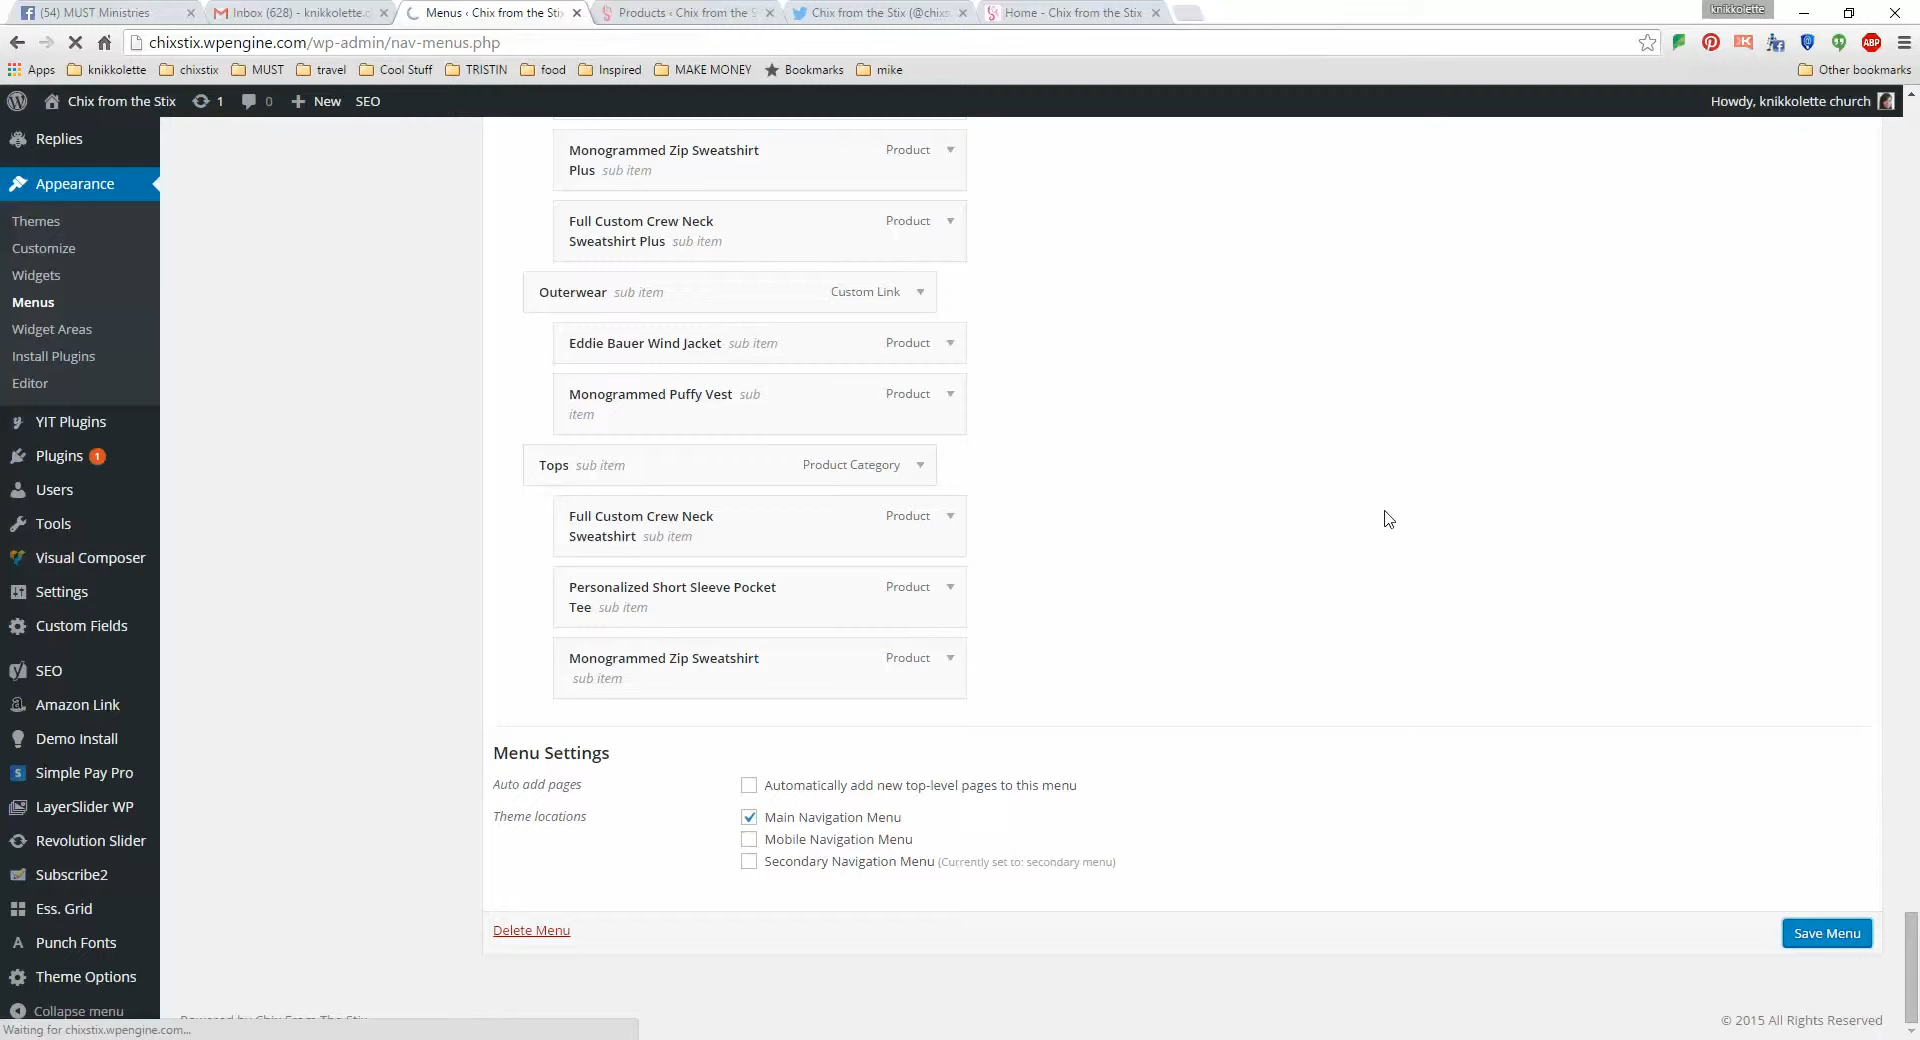 (54) MUST Ministries
Inbox (628) - knikkolette.c
Menus ‹ Chix from the Sti
Products ‹ Chix from the S
Chix from the Stix (@chixs
Home - Chix from the Stix
knikkolette
chixstix.wpengine.com/wp-admin/nav-menus.php
ABP
Apps knikkolette chixstix MUST travel Cool Stuff TRISTIN food Inspired MAKE MONEY Bookmarks mike Other bookmarks
Chix from the Stix 1 0 New SEO Howdy, knikkolette church
Replies
Appearance
Themes
Customize
Widgets
Menus
Widget Areas
Install Plugins
Editor
YIT Plugins
Plugins 1
Users
Tools
Visual Composer
Settings
Custom Fields
SEO
Amazon Link
Demo Install
Simple Pay Pro
LayerSlider WP
Revolution Slider
Subscribe2
Ess. Grid
Punch Fonts
Theme Options
Collapse menu
Waiting for chixstix.wpengine.com...
Monogrammed Zip Sweatshirt Product
Plus sub item
Full Custom Crew Neck Product
Sweatshirt Plus sub item
Outerwear sub item Custom Link
Eddie Bauer Wind Jacket sub item Product
Monogrammed Puffy Vest sub Product
item
Tops sub item Product Category
Full Custom Crew Neck Product
Sweatshirt sub item
Personalized Short Sleeve Pocket Product
Tee sub item
Monogrammed Zip Sweatshirt Product
sub item
Menu Settings
Auto add pages Automatically add new top-level pages to this menu
Theme locations Main Navigation Menu
Mobile Navigation Menu
Secondary Navigation Menu (Currently set to: secondary menu)
Delete Menu Save Menu
Powered by Chix From The Stix
© 2015 All Rights Reserved